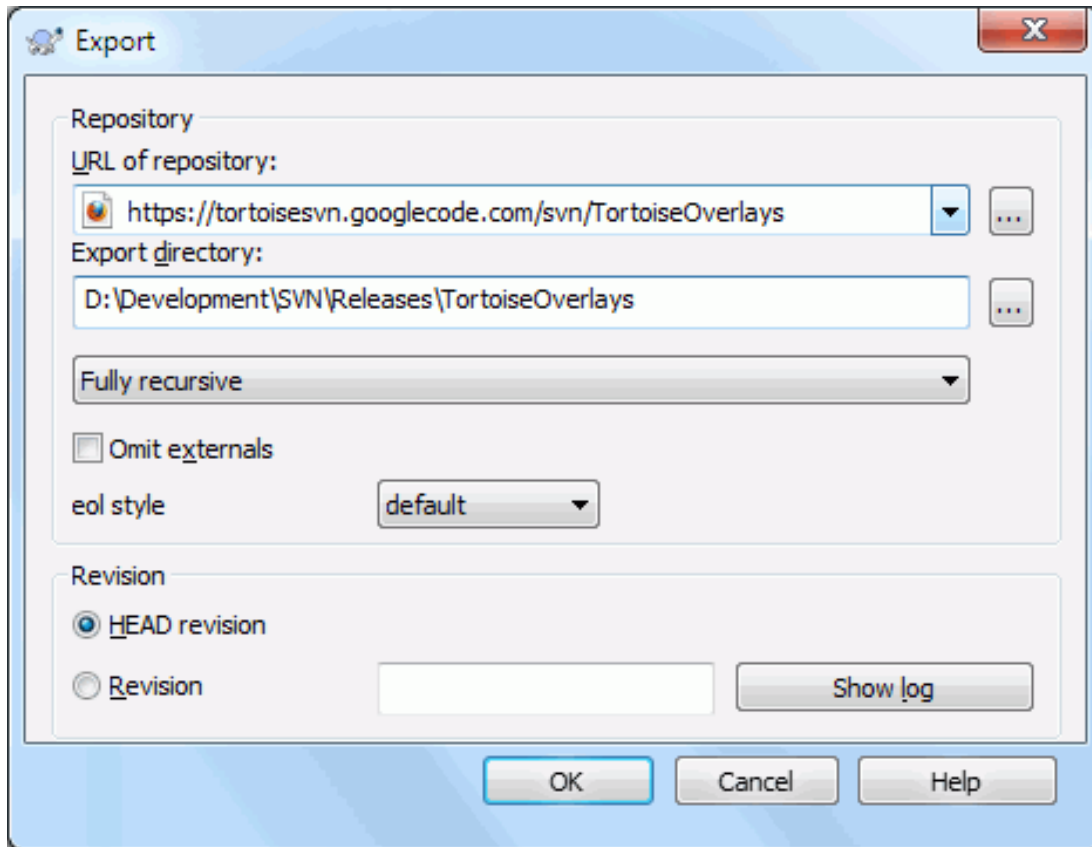 Export
Repository
URL of repository:
https://tortoisesvn.googlecode.com/svn/TortoiseOverlays
...
Export directory:
D:\Development\SVN\Releases\TortoiseOverlays
...
Fully recursive
Omit externals
eol style default
Revision
HEAD revision
Revision Show log
OK Cancel Help